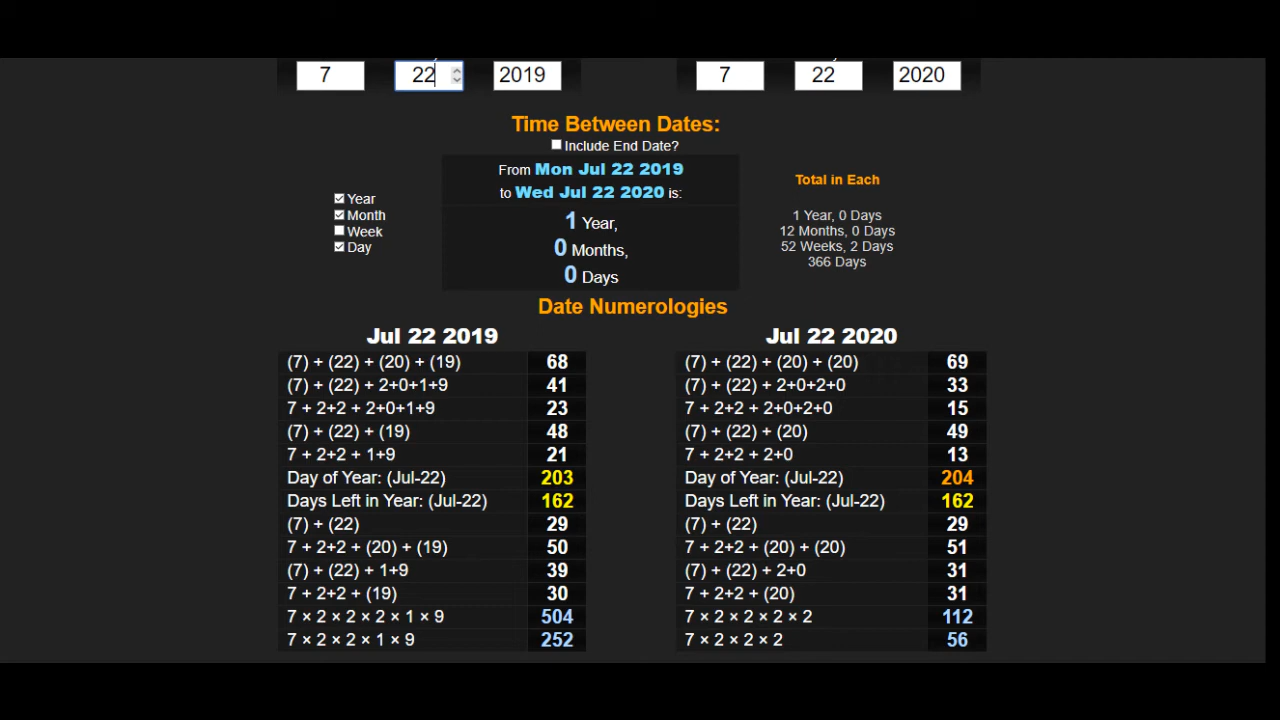 7 22 2019 7 22 2020
Time Between Dates:
Include End Date?
From Mon Jul 22 2019
to Wed Jul 22 2020 is:
1 Year,
0 Months,
0 Days
Year
Month
Week
Day
Total in Each
1 Year, 0 Days
12 Months, 0 Days
52 Weeks, 2 Days
366 Days
Date Numerologies
Jul 22 2019
(7) + (22) + (20) + (19) 68
(7) + (22) + 2+0+1+9 41
7 + 2+2 + 2+0+1+9 23
(7) + (22) + (19) 48
7 + 2+2 + 1+9 21
Day of Year: (Jul-22) 203
Days Left in Year: (Jul-22) 162
(7) + (22) 29
7 + 2+2 + (20) + (19) 50
(7) + (22) + 1+9 39
7 + 2+2 + (19) 30
7 × 2 × 2 × 2 × 1 × 9 504
7 × 2 × 2 × 1 × 9 252
Jul 22 2020
(7) + (22) + (20) + (20) 69
(7) + (22) + 2+0+2+0 33
7 + 2+2 + 2+0+2+0 15
(7) + (22) + (20) 49
7 + 2+2 + 2+0 13
Day of Year: (Jul-22) 204
Days Left in Year: (Jul-22) 162
(7) + (22) 29
7 + 2+2 + (20) + (20) 51
(7) + (22) + 2+0 31
7 + 2+2 + (20) 31
7 × 2 × 2 × 2 × 2 112
7 × 2 × 2 × 2 56